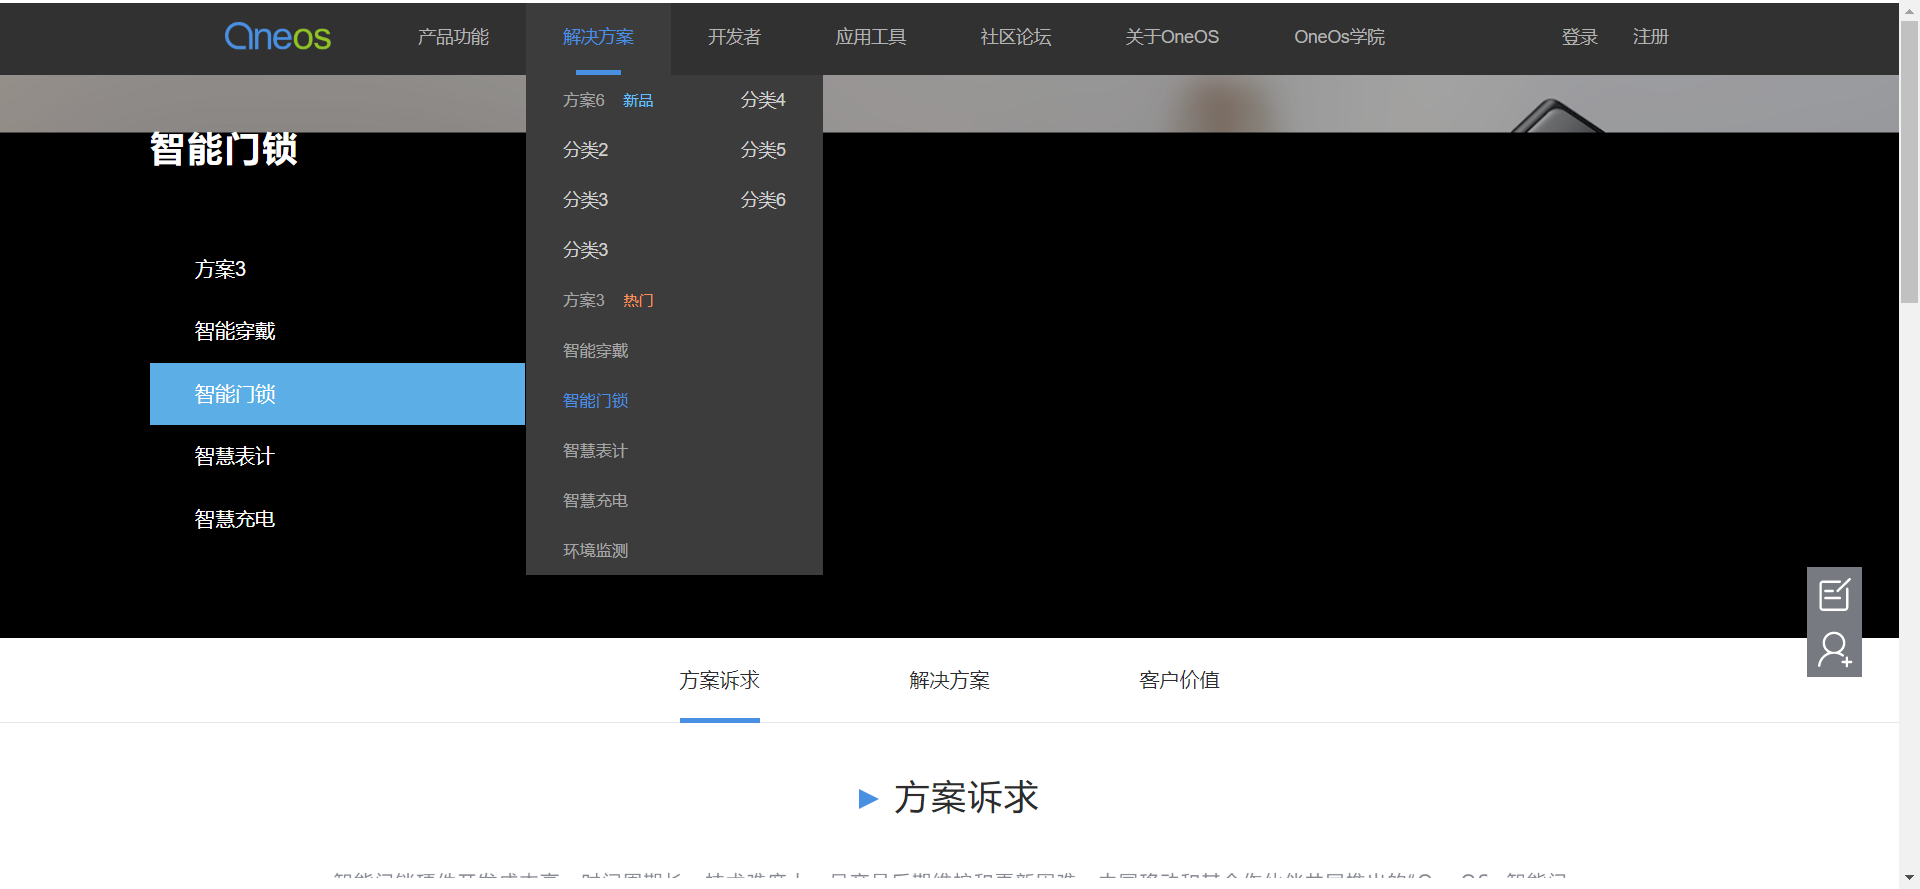 Oneos 产品功能 解决方案 开发者 应用工具 社区论坛 关于OneOS OneOs学院 登录 注册
方案6 新品 分类4
分类2 分类5
分类3 分类6
分类3
方案3 热门
智能穿戴
智能门锁
智慧表计
智慧充电
环境监测
智能门锁
方案3
智能穿戴
智能门锁
智慧表计
智慧充电
方案诉求 解决方案 客户价值
方案诉求